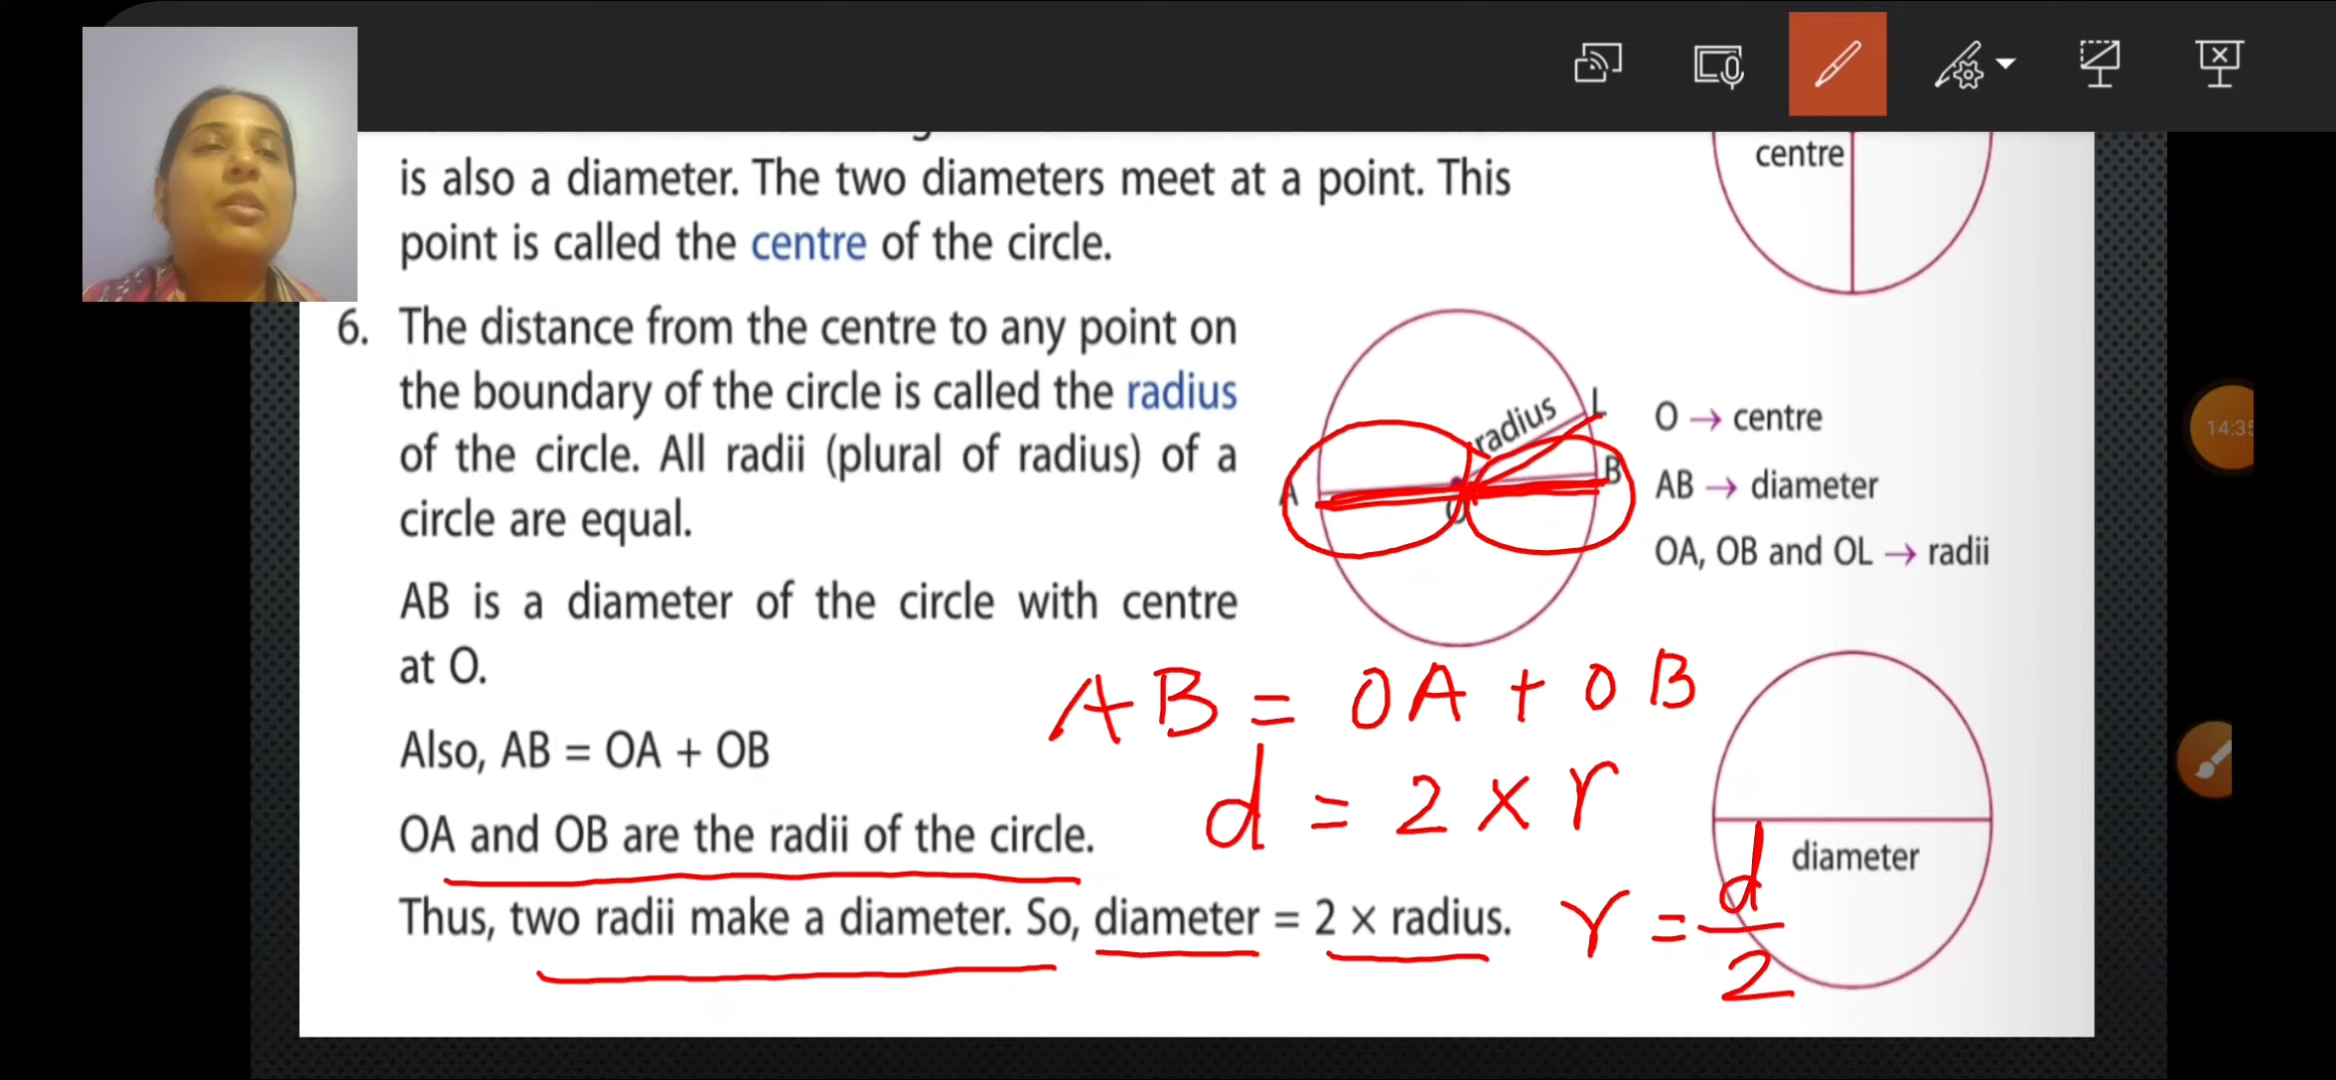 centre
is also a diameter. The two diameters meet at a point. This
point is called the centre of the circle.
6. The distance from the centre to any point on
the boundary of the circle is called the radius
of the circle. All radii (plural of radius) of a
circle are equal.
radius
L
A
B
O
O → centre
AB → diameter
OA, OB and OL → radii
AB is a diameter of the circle with centre
at O.
AB = OA + OB
Also, AB = OA + OB
d = 2 × r
OA and OB are the radii of the circle.
diameter
Thus, two radii make a diameter. So, diameter = 2 × radius.
r = d/2
14:35